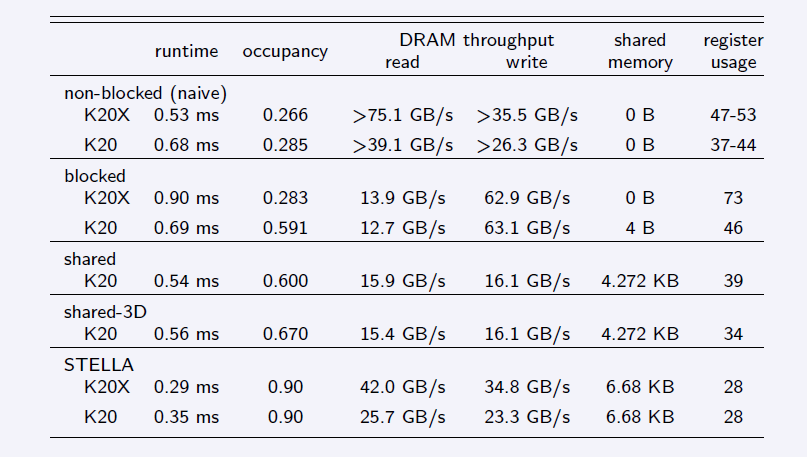 runtime occupancy DRAM throughput shared register
read write memory usage
non-blocked (naive)
K20X 0.53 ms 0.266 >75.1 GB/s >35.5 GB/s 0 B 47-53
K20 0.68 ms 0.285 >39.1 GB/s >26.3 GB/s 0 B 37-44
blocked
K20X 0.90 ms 0.283 13.9 GB/s 62.9 GB/s 0 B 73
K20 0.69 ms 0.591 12.7 GB/s 63.1 GB/s 4 B 46
shared
K20 0.54 ms 0.600 15.9 GB/s 16.1 GB/s 4.272 KB 39
shared-3D
K20 0.56 ms 0.670 15.4 GB/s 16.1 GB/s 4.272 KB 34
STELLA
K20X 0.29 ms 0.90 42.0 GB/s 34.8 GB/s 6.68 KB 28
K20 0.35 ms 0.90 25.7 GB/s 23.3 GB/s 6.68 KB 28